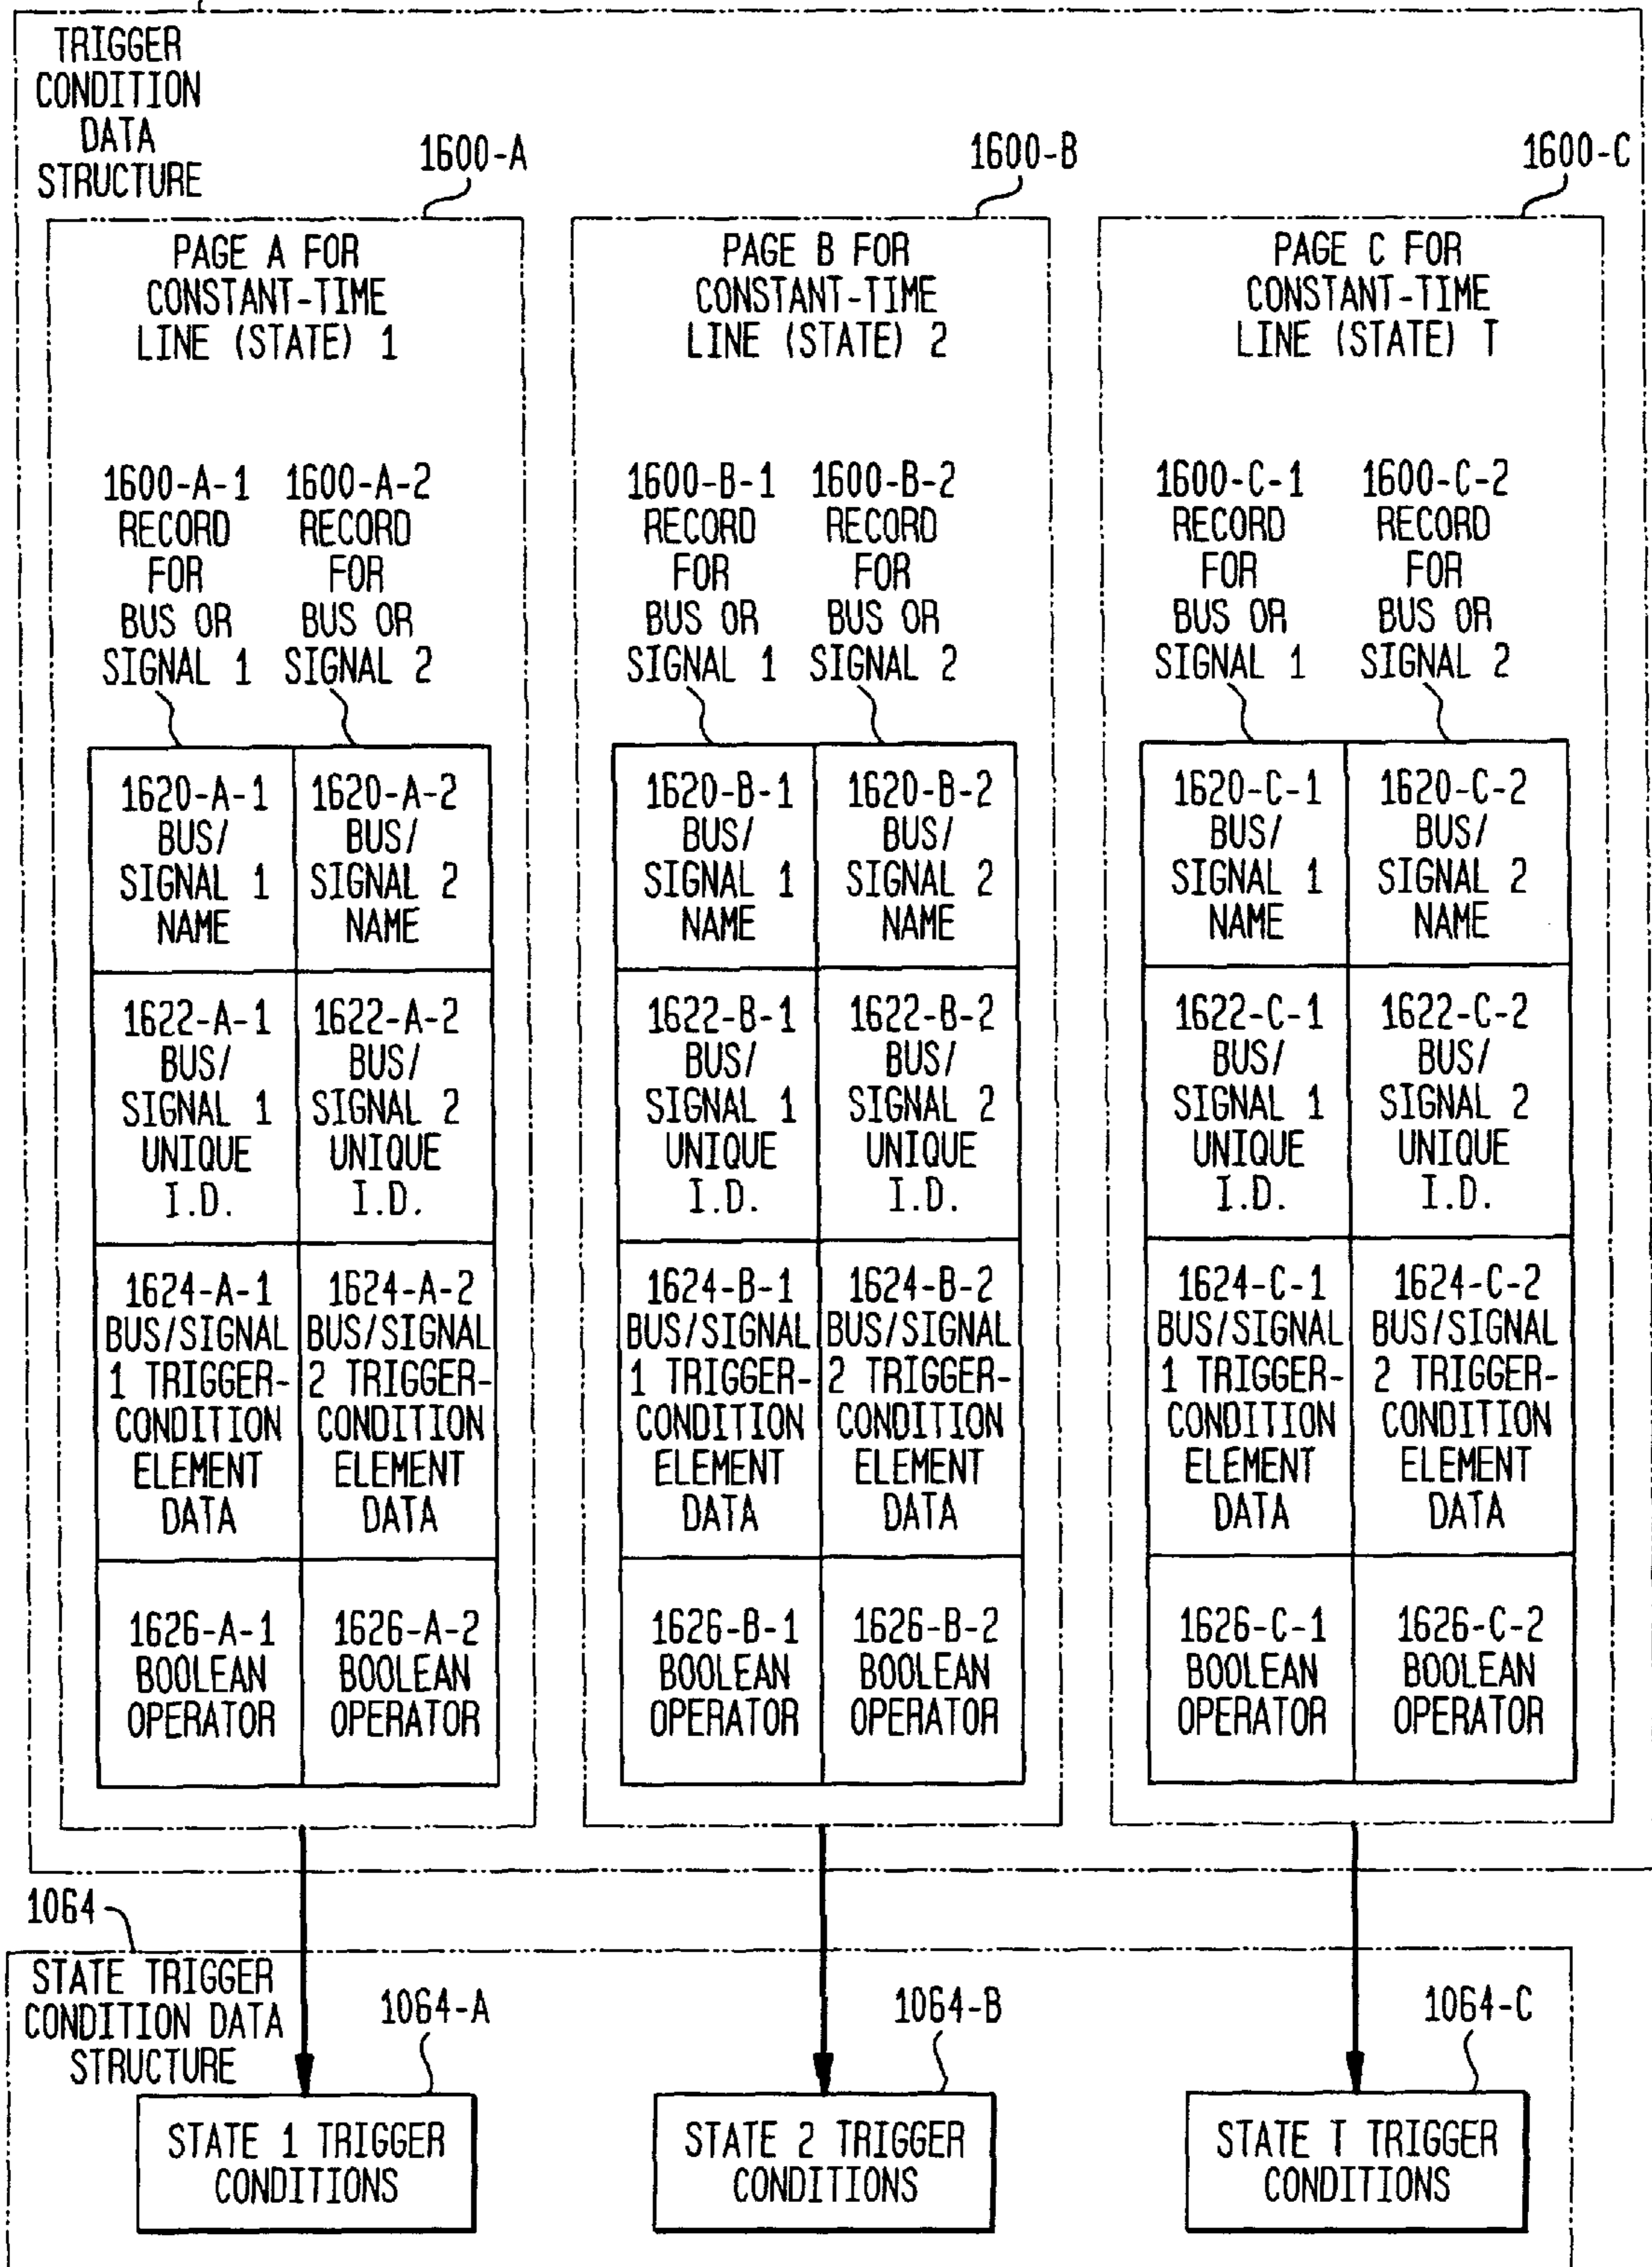 TRIGGER
CONDITION
DATA
STRUCTURE
1600-A
1600-B
1600-C
PAGE A FOR
CONSTANT-TIME
LINE (STATE) 1
PAGE B FOR
CONSTANT-TIME
LINE (STATE) 2
PAGE C FOR
CONSTANT-TIME
LINE (STATE) T
1600-A-1
RECORD
FOR
BUS OR
SIGNAL 1
1600-A-2
RECORD
FOR
BUS OR
SIGNAL 2
1600-B-1
RECORD
FOR
BUS OR
SIGNAL 1
1600-B-2
RECORD
FOR
BUS OR
SIGNAL 2
1600-C-1
RECORD
FOR
BUS OR
SIGNAL 1
1600-C-2
RECORD
FOR
BUS OR
SIGNAL 2
1620-A-1
BUS/
SIGNAL 1
NAME
1620-A-2
BUS/
SIGNAL 2
NAME
1620-B-1
BUS/
SIGNAL 1
NAME
1620-B-2
BUS/
SIGNAL 2
NAME
1620-C-1
BUS/
SIGNAL 1
NAME
1620-C-2
BUS/
SIGNAL 2
NAME
1622-A-1
BUS/
SIGNAL 1
UNIQUE
I.D.
1622-A-2
BUS/
SIGNAL 2
UNIQUE
I.D.
1622-B-1
BUS/
SIGNAL 1
UNIQUE
I.D.
1622-B-2
BUS/
SIGNAL 2
UNIQUE
I.D.
1622-C-1
BUS/
SIGNAL 1
UNIQUE
I.D.
1622-C-2
BUS/
SIGNAL 2
UNIQUE
I.D.
1624-A-1
BUS/SIGNAL
1 TRIGGER-
CONDITION
ELEMENT
DATA
1624-A-2
BUS/SIGNAL
2 TRIGGER-
CONDITION
ELEMENT
DATA
1624-B-1
BUS/SIGNAL
1 TRIGGER-
CONDITION
ELEMENT
DATA
1624-B-2
BUS/SIGNAL
2 TRIGGER-
CONDITION
ELEMENT
DATA
1624-C-1
BUS/SIGNAL
1 TRIGGER-
CONDITION
ELEMENT
DATA
1624-C-2
BUS/SIGNAL
2 TRIGGER-
CONDITION
ELEMENT
DATA
1626-A-1
BOOLEAN
OPERATOR
1626-A-2
BOOLEAN
OPERATOR
1626-B-1
BOOLEAN
OPERATOR
1626-B-2
BOOLEAN
OPERATOR
1626-C-1
BOOLEAN
OPERATOR
1626-C-2
BOOLEAN
OPERATOR
1064
STATE TRIGGER
CONDITION DATA
STRUCTURE
1064-A
1064-B
1064-C
STATE 1 TRIGGER
CONDITIONS
STATE 2 TRIGGER
CONDITIONS
STATE T TRIGGER
CONDITIONS